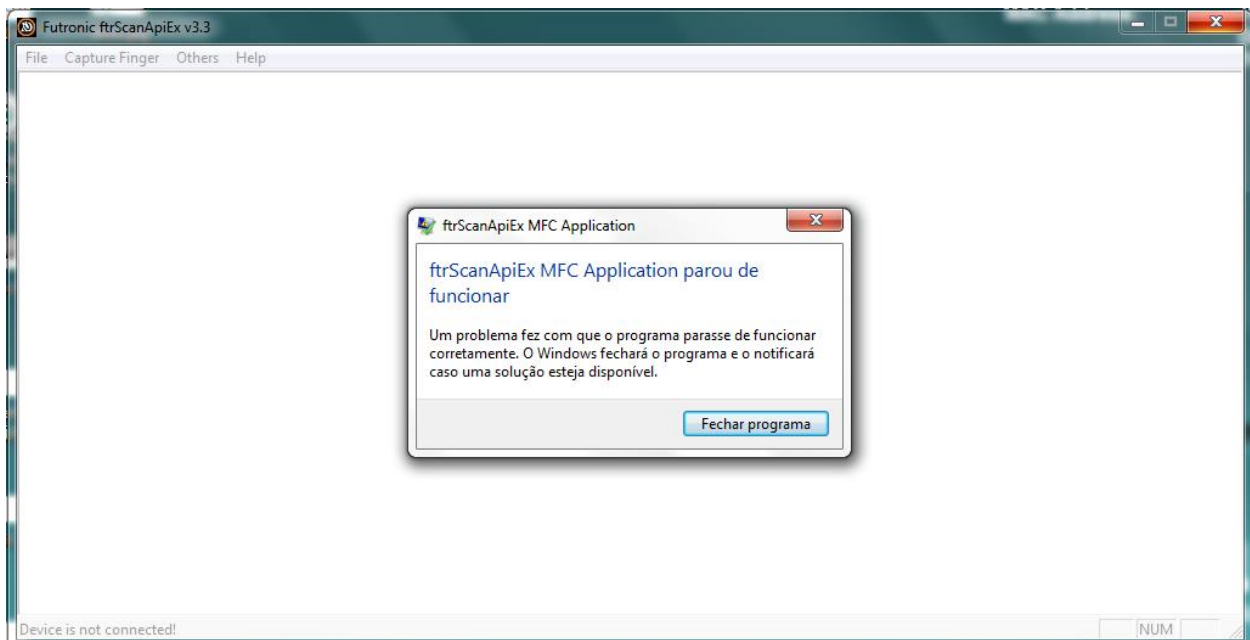 Futronic ftrScanApiEx v3.3
File Capture Finger Others Help
ftrScanApiEx MFC Application
ftrScanApiEx MFC Application parou de
funcionar
Um problema fez com que o programa parasse de funcionar
corretamente. O Windows fechará o programa e o notificará
caso uma solução esteja disponível.
Fechar programa
Device is not connected!
NUM